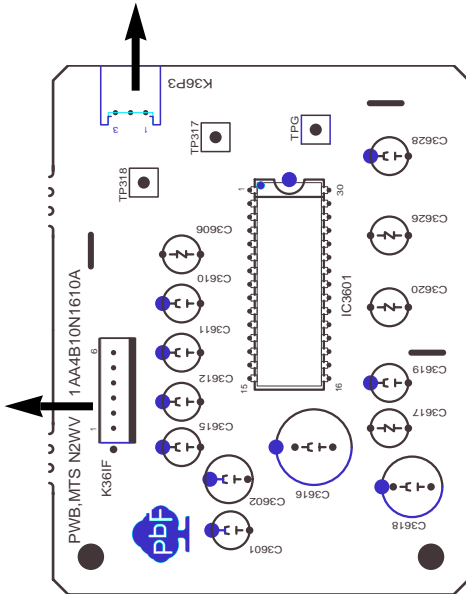 K36P3
3 1
TP317
TPG
C3628
TP318
1 30
C3606
C3626
C3610
IC3601
C3620
C3611
PWB,MTS N2WV 1AA4B10N1610A
6
C3612
C3619
15 16
1
C3615
C3617
K36IF
C3602
C3616
pbf
C3601
C3618